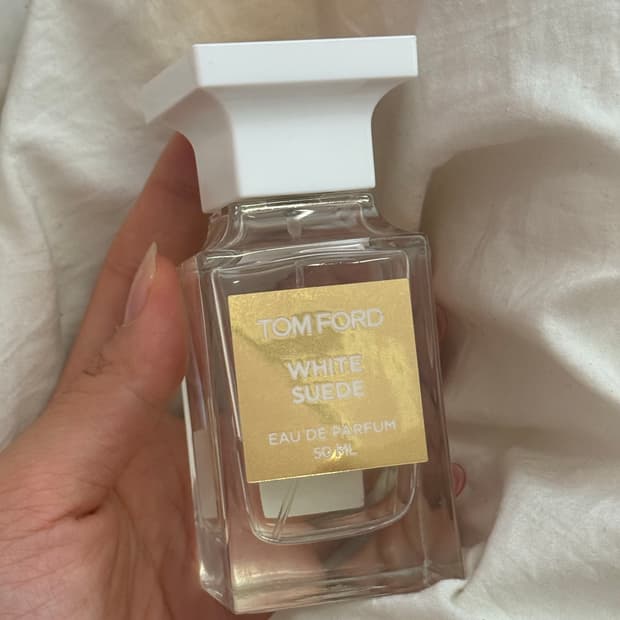 TOM FORD
WHITE
SUEDE
EAU DE PARFUM
50 ML